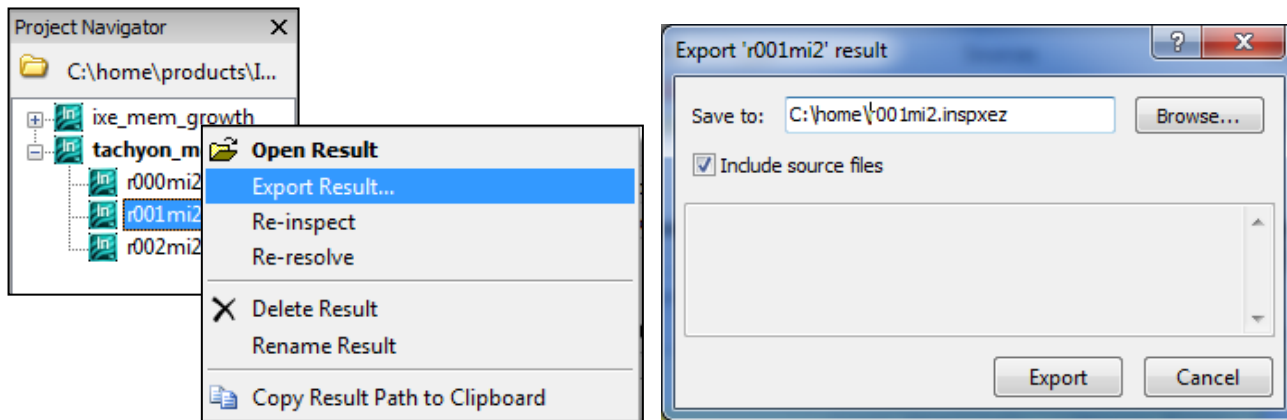 Project Navigator
C:\home\products\I...
ixe_mem_growth
tachyon_m
r000mi2
r001mi2
r002mi2
Open Result
Export Result...
Re-inspect
Re-resolve
Delete Result
Rename Result
Copy Result Path to Clipboard
Export 'r001mi2' result
Save to: C:\home\r001mi2.inspxez Browse...
Include source files
Export Cancel